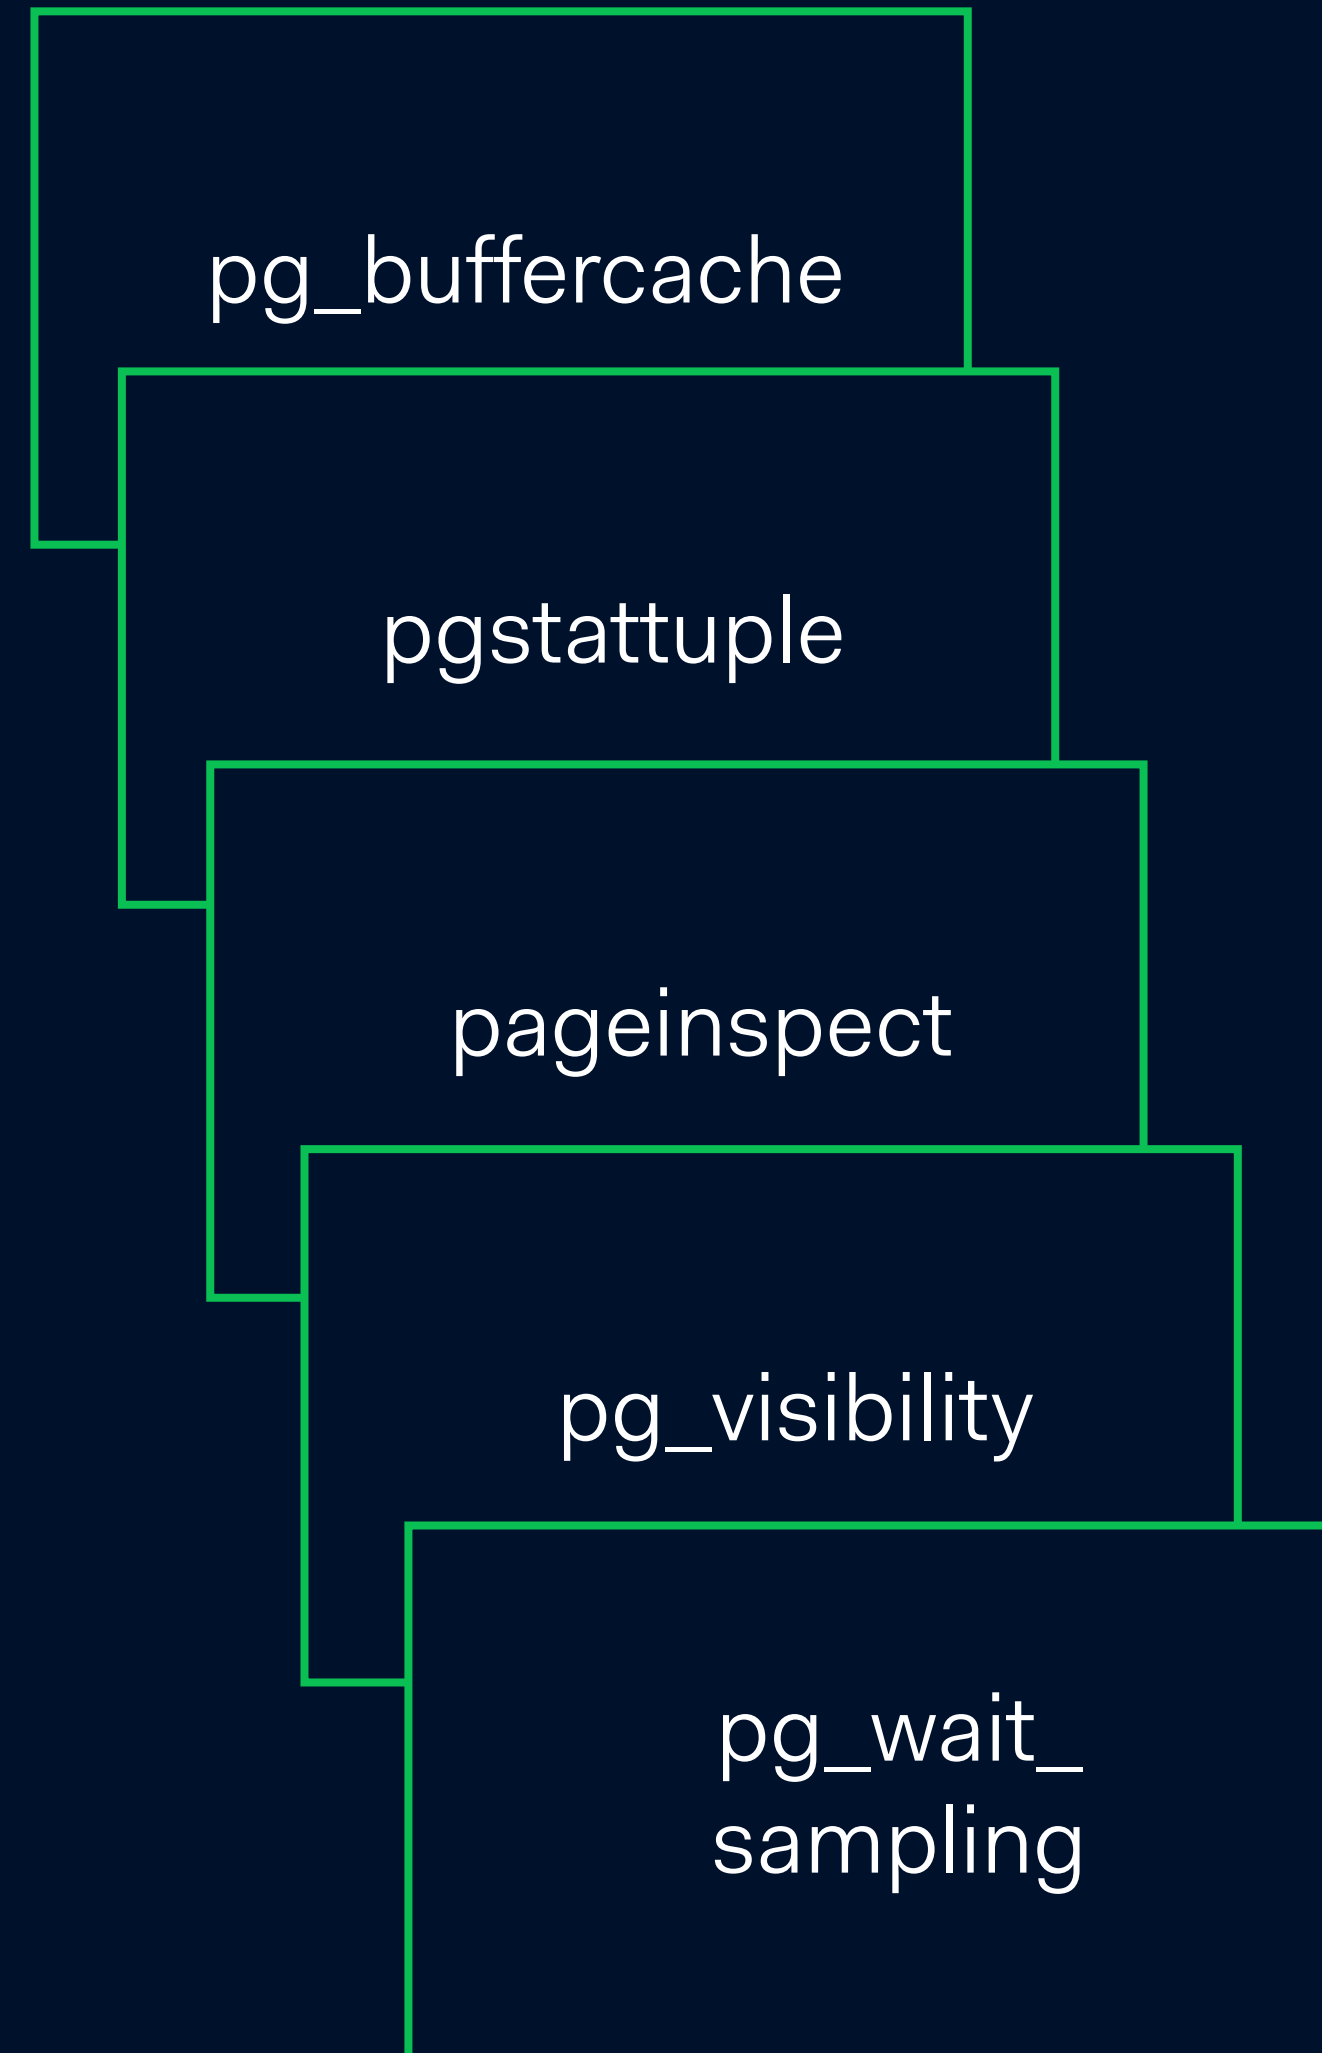 pg_buffercache
pgstattuple
pageinspect
pg_visibility
pg_wait_
sampling